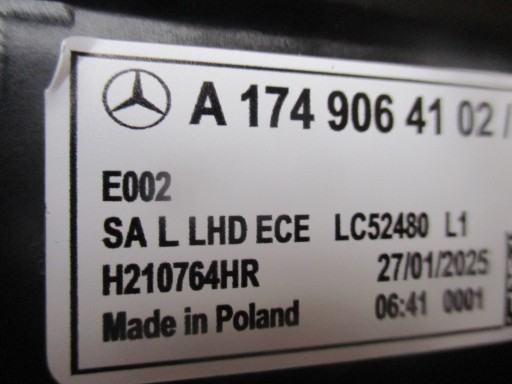 A 174 906 41 02 /
E002
SA L LHD ECE LC52480 L1
H210764HR 27/01/2025
Made in Poland 06:41 0001